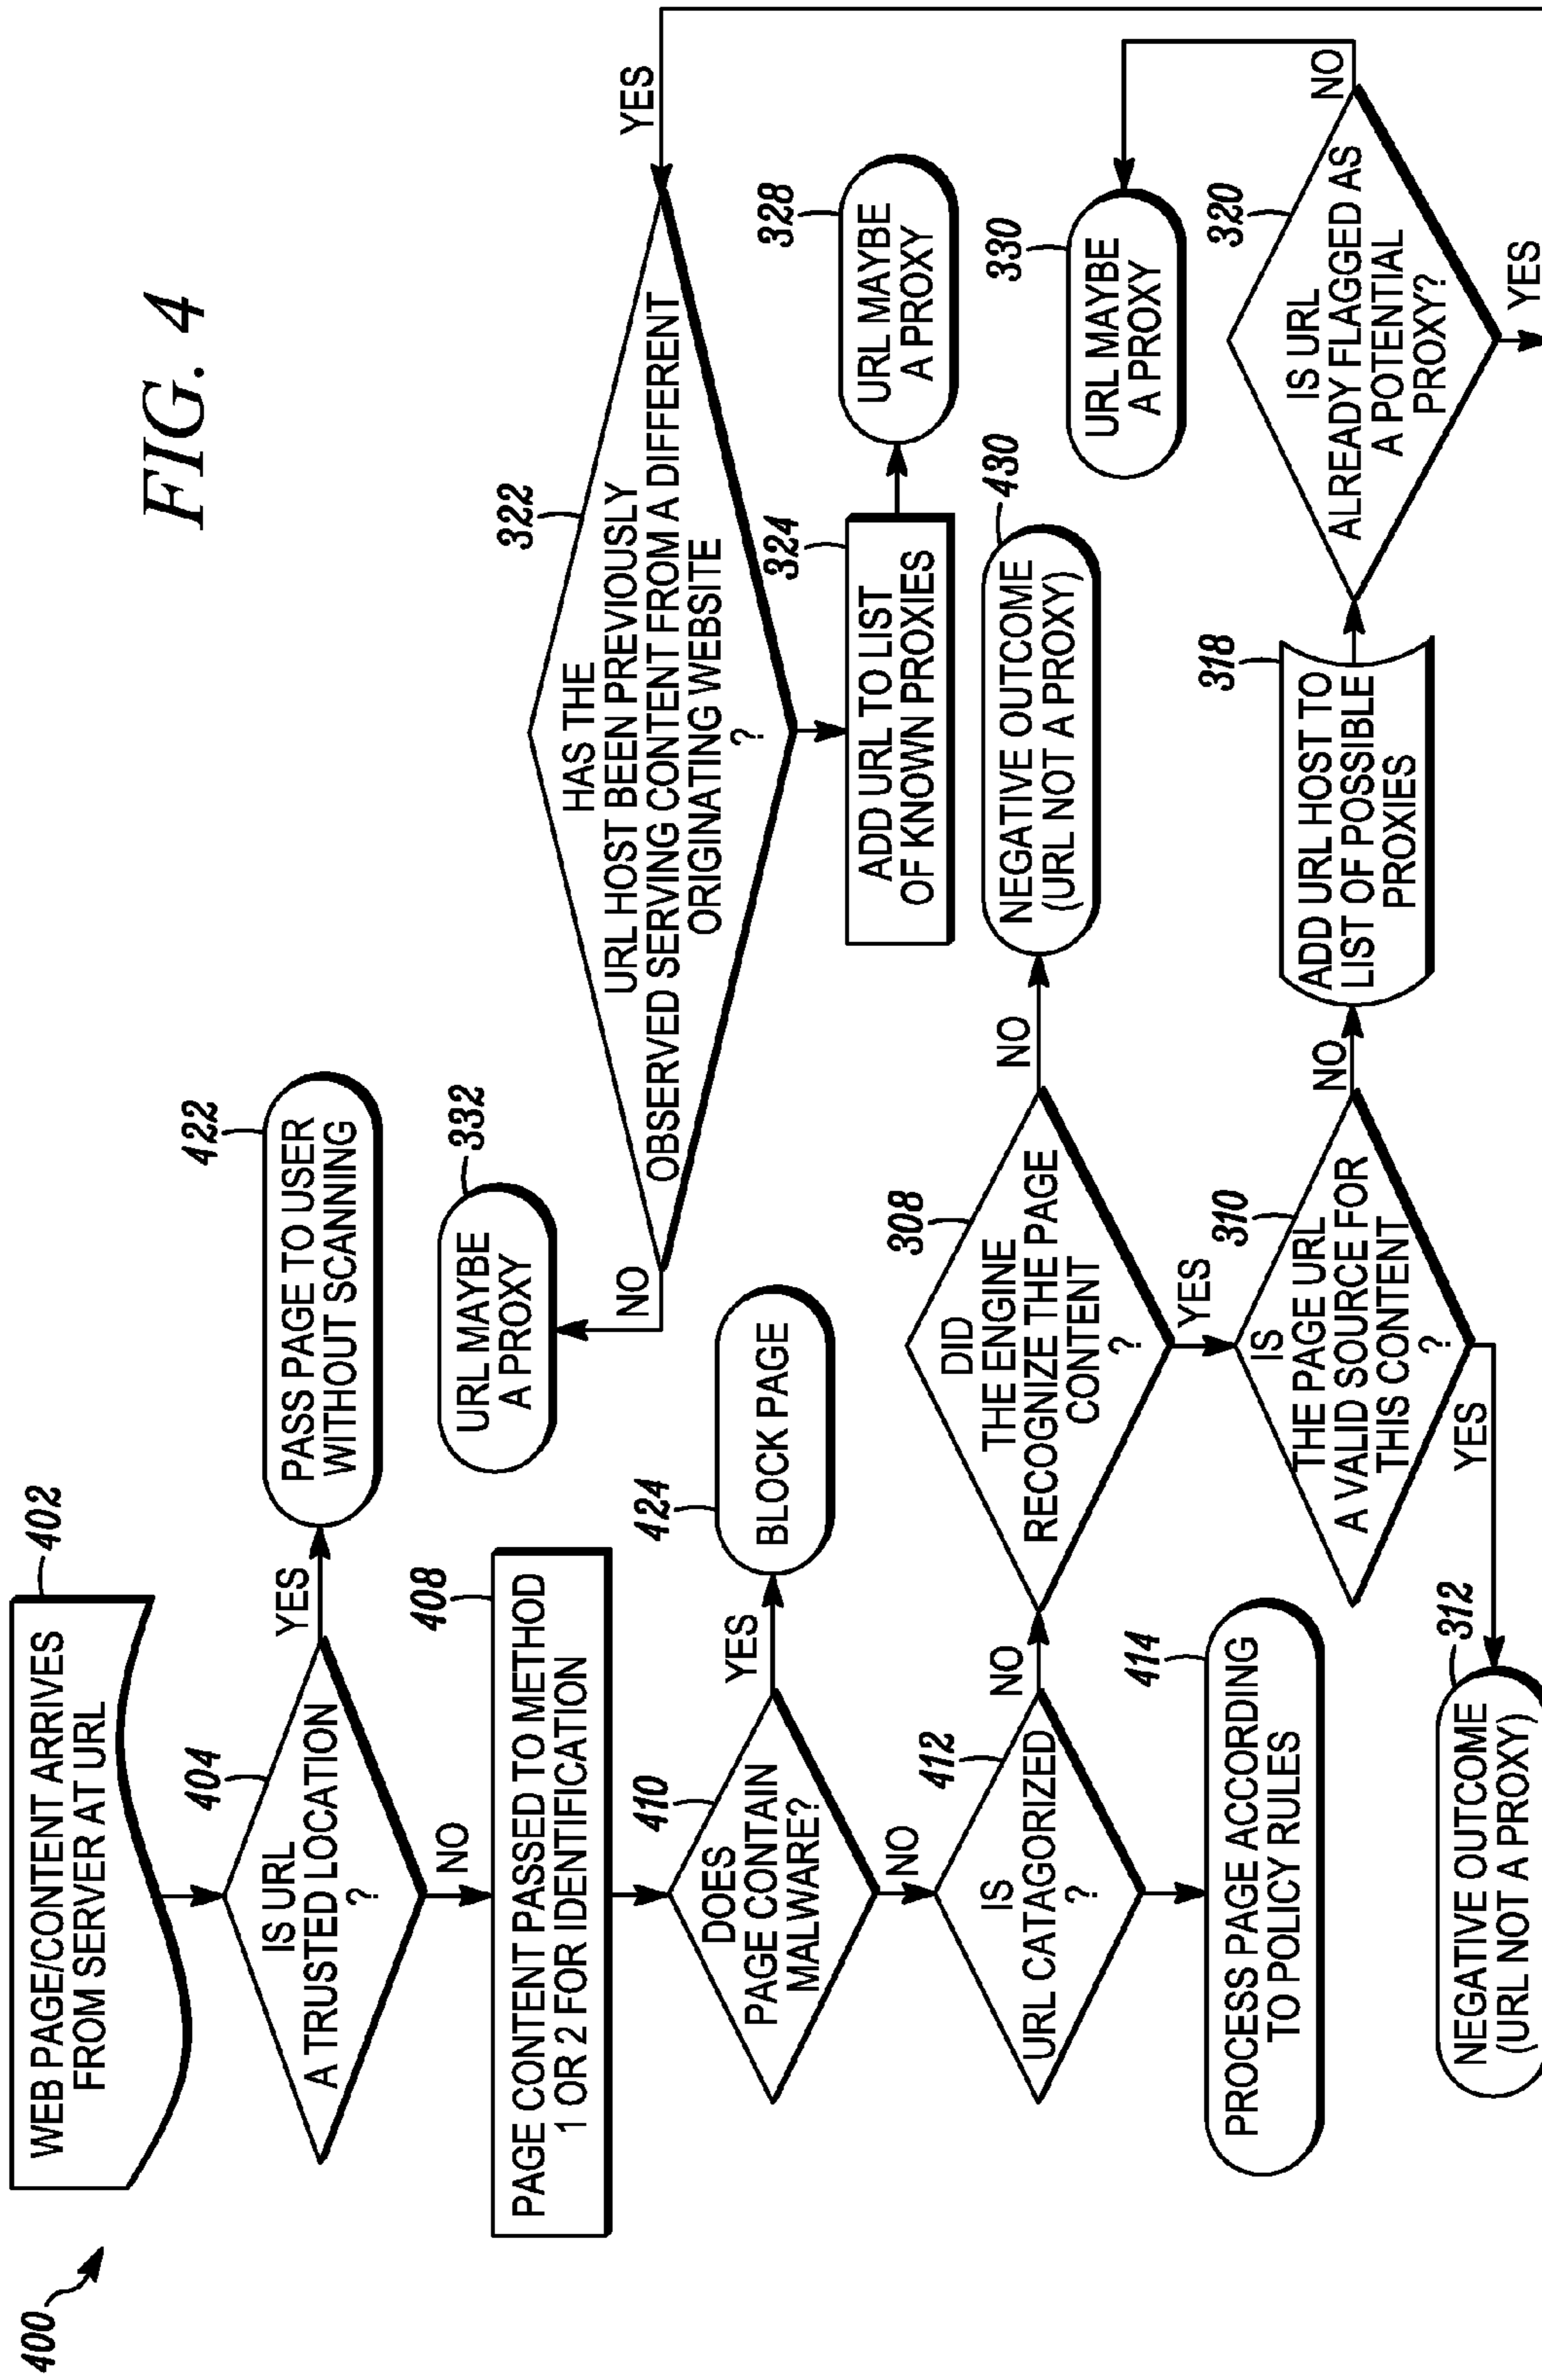 FIG. 4
400
402
WEB PAGE/CONTENT ARRIVES
FROM SERVER AT URL
404
IS URL
A TRUSTED LOCATION
?
YES
422
PASS PAGE TO USER
WITHOUT SCANNING
NO
408
PAGE CONTENT PASSED TO METHOD
1 OR 2 FOR IDENTIFICATION
410
DOES
PAGE CONTAIN
MALWARE?
YES
424
BLOCK PAGE
NO
412
IS
URL CATAGORIZED
?
414
PROCESS PAGE ACCORDING
TO POLICY RULES
NO
308
DID
THE ENGINE
RECOGNIZE THE PAGE
CONTENT
?
NO
430
NEGATIVE OUTCOME
(URL NOT A PROXY)
YES
310
IS
THE PAGE URL
A VALID SOURCE FOR
THIS CONTENT
?
YES
312
NEGATIVE OUTCOME
(URL NOT A PROXY)
NO
318
ADD URL HOST TO
LIST OF POSSIBLE
PROXIES
320
IS URL
ALREADY FLAGGED AS
A POTENTIAL
PROXY?
NO
330
URL MAYBE
A PROXY
YES
YES
322
HAS THE
URL HOST BEEN PREVIOUSLY
OBSERVED SERVING CONTENT FROM A DIFFERENT
ORIGINATING WEBSITE
?
NO
332
URL MAYBE
A PROXY
324
ADD URL TO LIST
OF KNOWN PROXIES
328
URL MAYBE
A PROXY